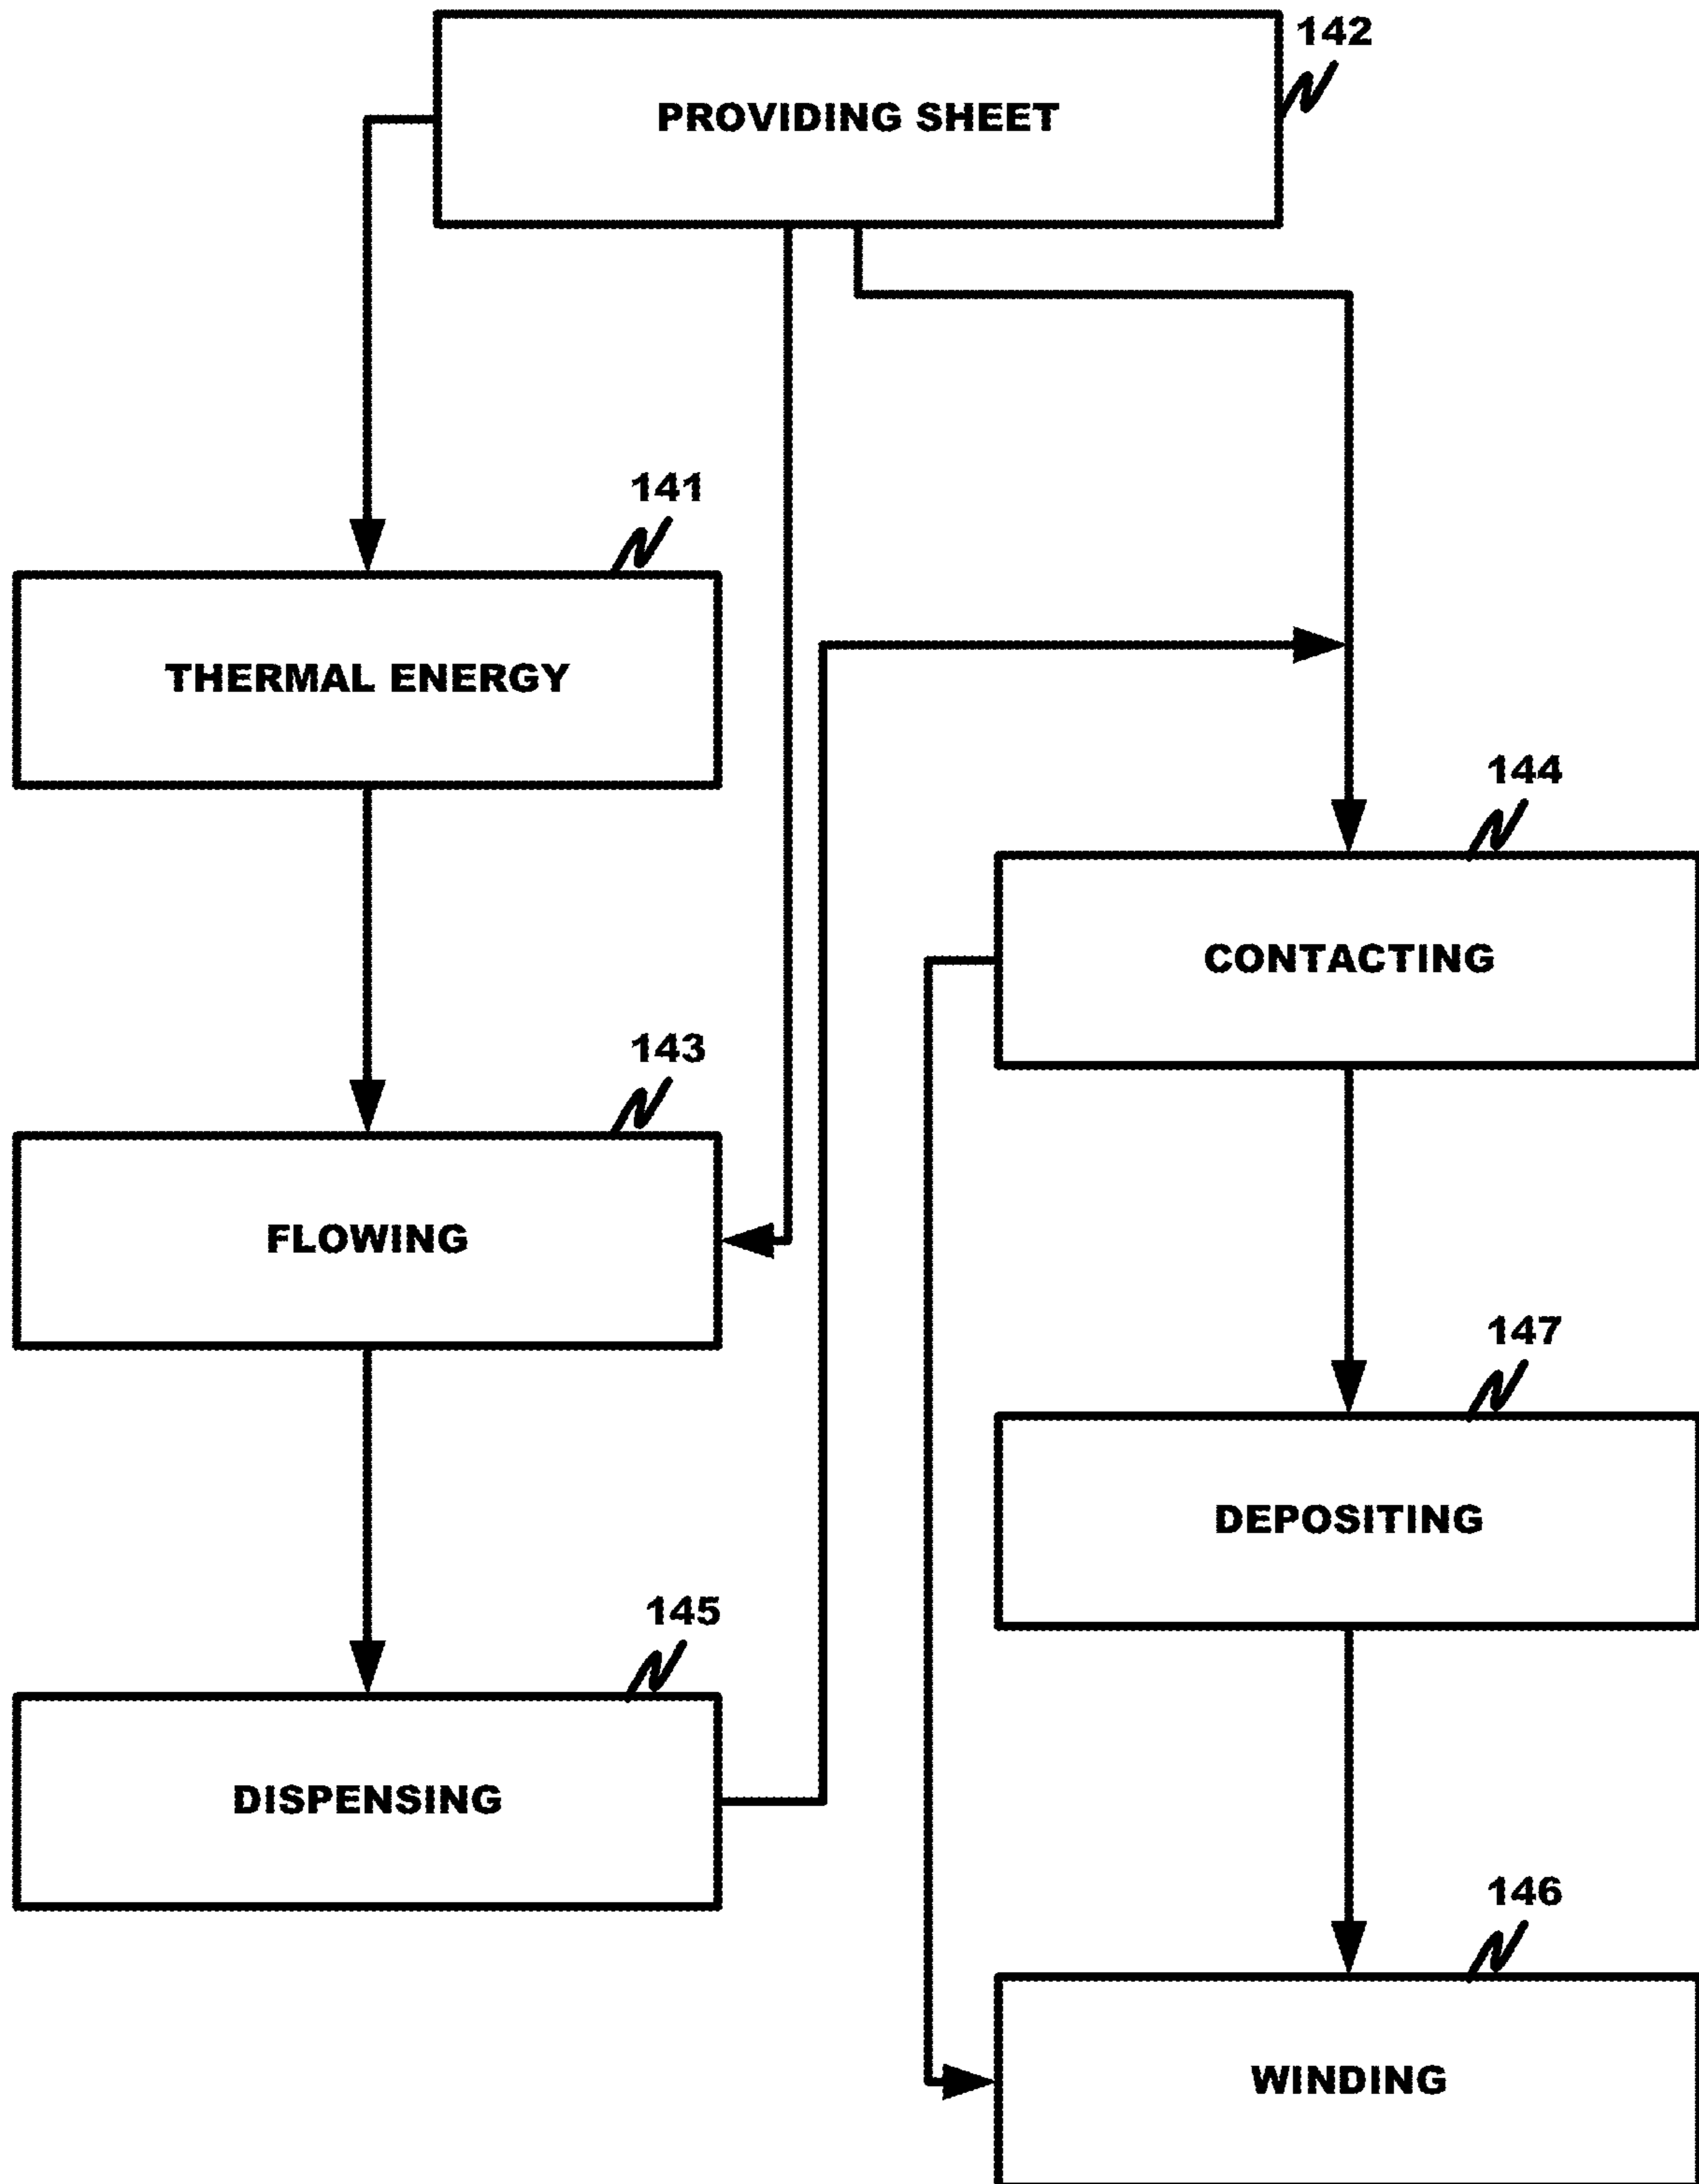 142
PROVIDING SHEET
141
THERMAL ENERGY
144
CONTACTING
143
FLOWING
147
DEPOSITING
145
DISPENSING
146
WINDING